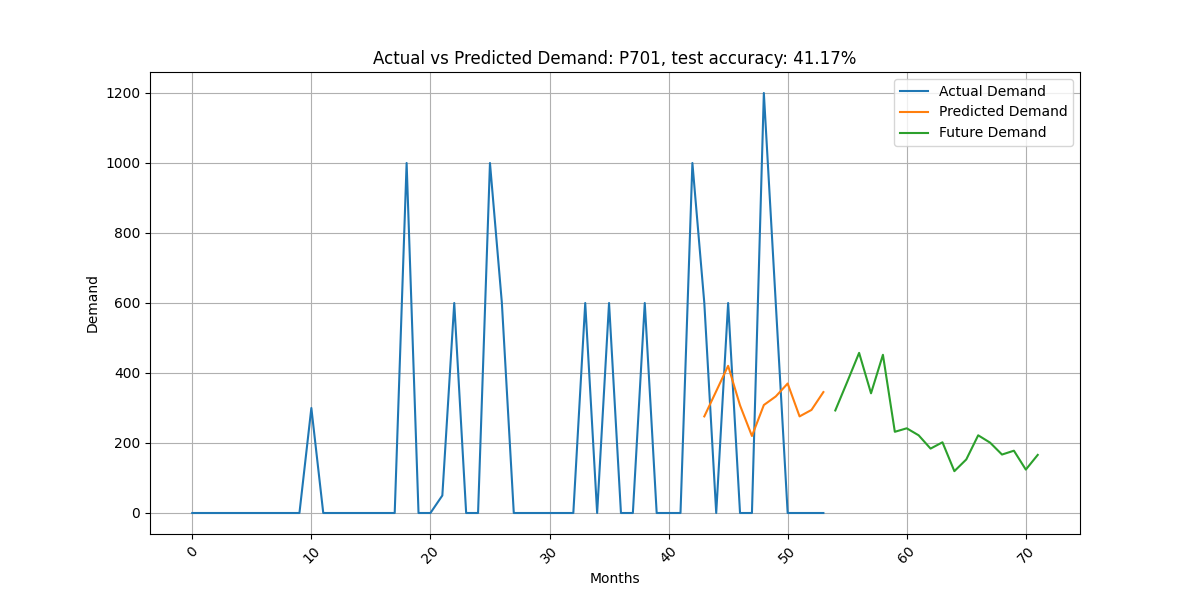 Actual vs Predicted Demand: P701, test accuracy: 41.17%
Actual Demand
Predicted Demand
Future Demand
1200
1000
800
600
400
200
0
Demand
0 10 20 30 40 50 60 70
Months